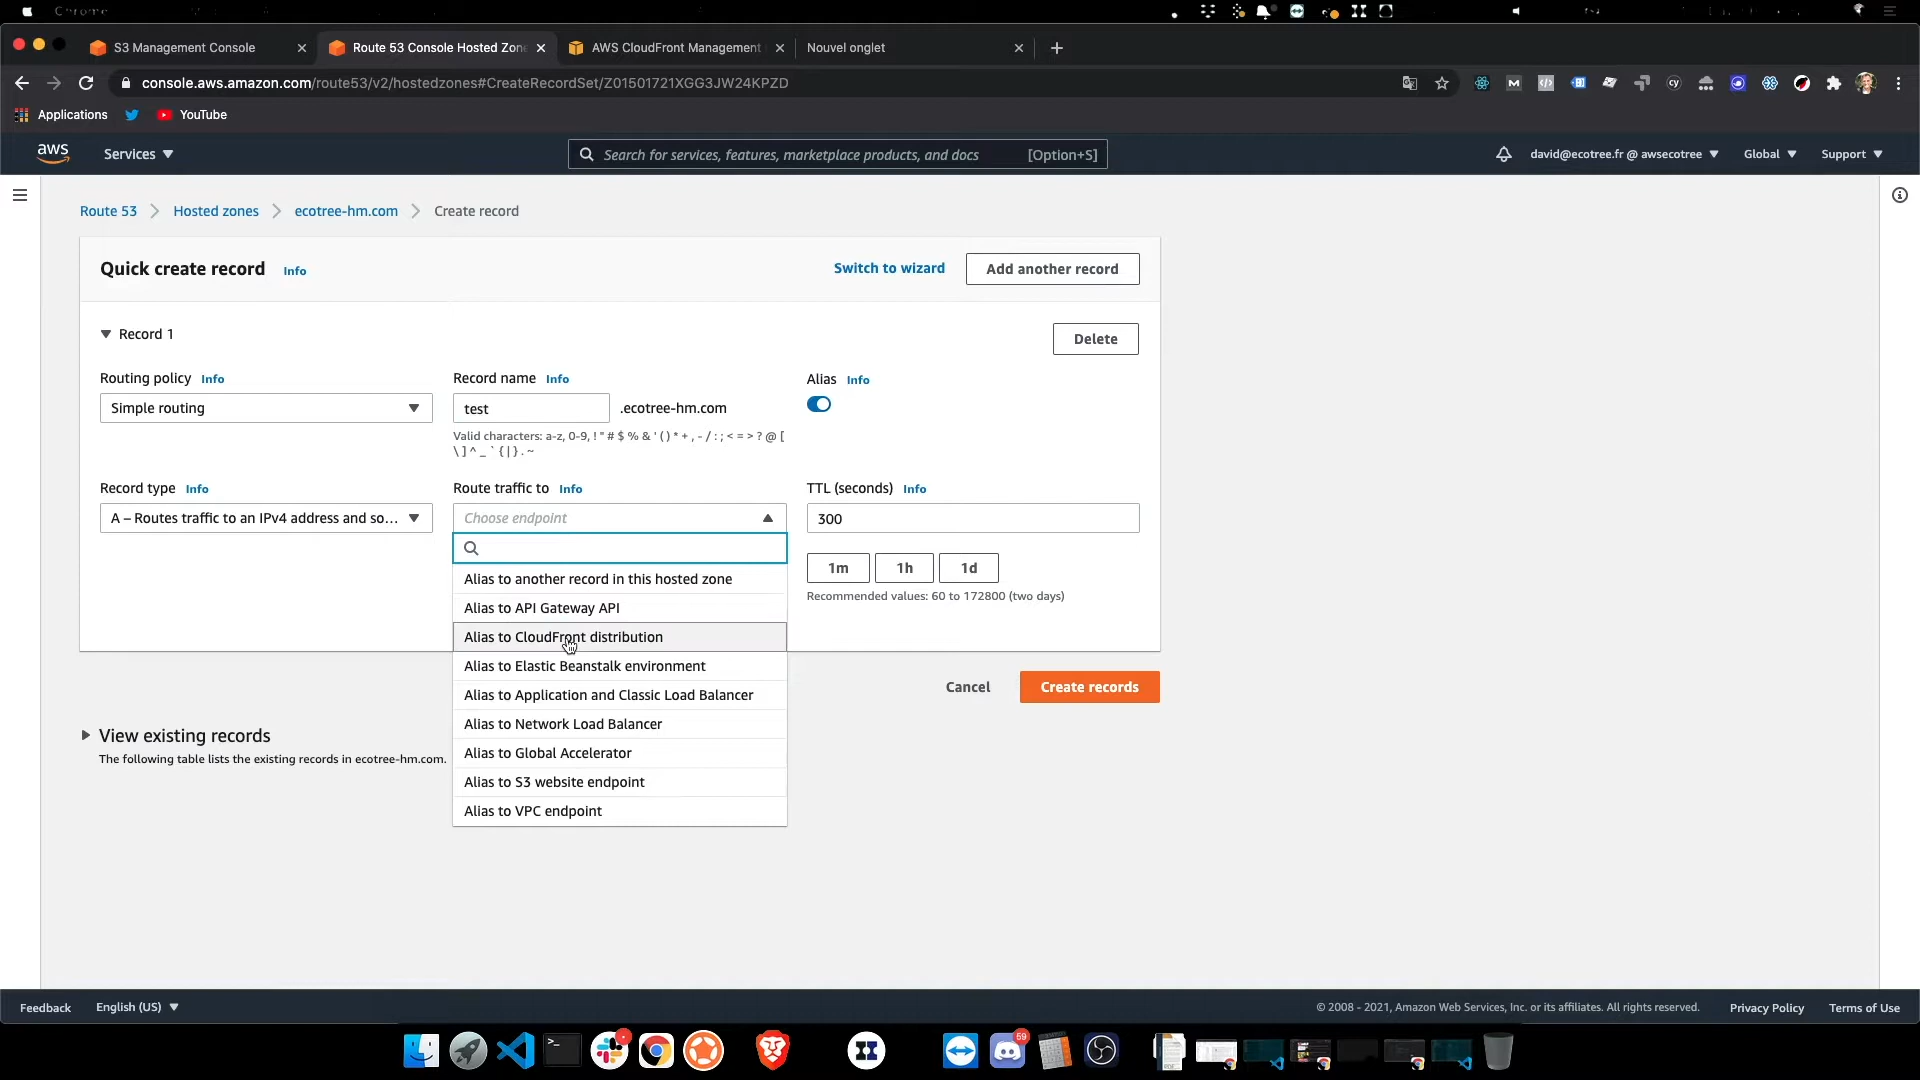 Chrome
S3 Management Console
Route 53 Console Hosted Zon
AWS CloudFront Management
Nouvel onglet
console.aws.amazon.com/route53/v2/hostedzones#CreateRecordSet/Z01501721XGG3JW24KPZD
Applications
YouTube
aws
Services
Search for services, features, marketplace products, and docs
[Option+S]
david@ecotree.fr @ awsecotree
Global
Support
Route 53
Hosted zones
ecotree-hm.com
Create record
Quick create record
Info
Switch to wizard
Add another record
Record 1
Delete
Routing policy Info
Record name Info
Alias Info
Simple routing
test
.ecotree-hm.com
Valid characters: a-z, 0-9, ! " # $ % & ' ( ) * + , - / : ; < = > ? @ [
\ ] ^ _ ` { | } . ~
Record type Info
Route traffic to Info
TTL (seconds) Info
A – Routes traffic to an IPv4 address and so...
Choose endpoint
300
1m
1h
1d
Recommended values: 60 to 172800 (two days)
Alias to another record in this hosted zone
Alias to API Gateway API
Alias to CloudFront distribution
Alias to Elastic Beanstalk environment
Alias to Application and Classic Load Balancer
Alias to Network Load Balancer
Alias to Global Accelerator
Alias to S3 website endpoint
Alias to VPC endpoint
Cancel
Create records
View existing records
The following table lists the existing records in ecotree-hm.com.
Feedback
English (US)
© 2008 - 2021, Amazon Web Services, Inc. or its affiliates. All rights reserved.
Privacy Policy
Terms of Use
59